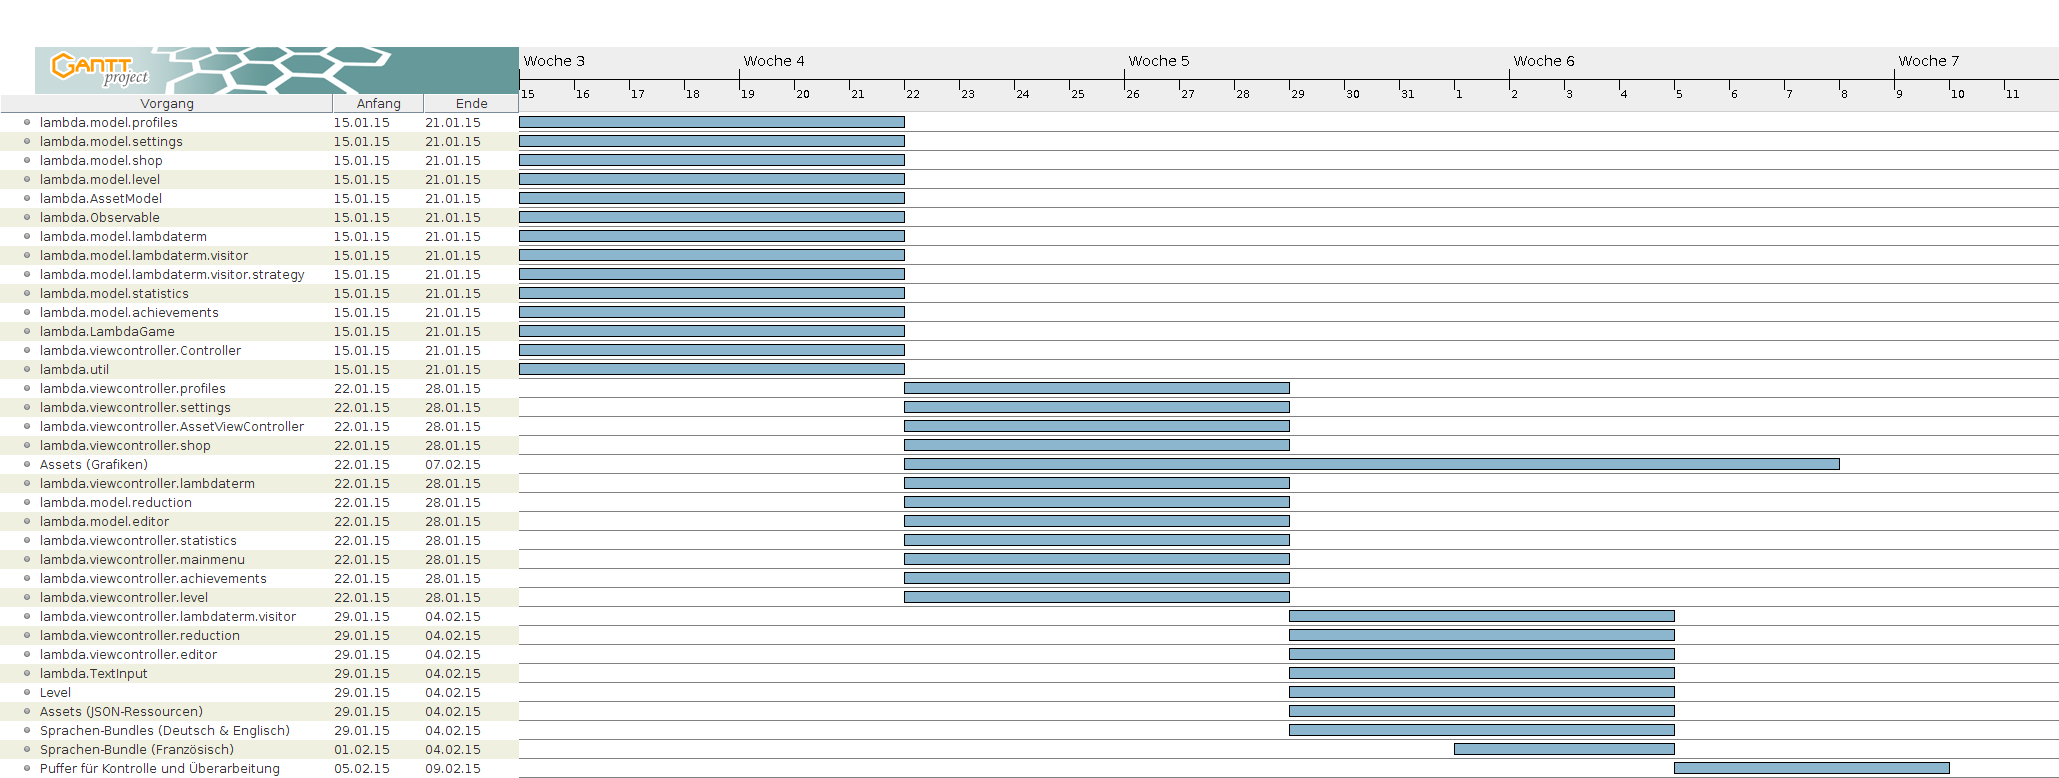 GANTT project
Woche 3 Woche 4 Woche 5 Woche 6 Woche 7
15 16 17 18 19 20 21 22 23 24 25 26 27 28 29 30 31 1 2 3 4 5 6 7 8 9 10 11
Vorgang Anfang Ende
lambda.model.profiles 15.01.15 21.01.15
lambda.model.settings 15.01.15 21.01.15
lambda.model.shop 15.01.15 21.01.15
lambda.model.level 15.01.15 21.01.15
lambda.AssetModel 15.01.15 21.01.15
lambda.Observable 15.01.15 21.01.15
lambda.model.lambdaterm 15.01.15 21.01.15
lambda.model.lambdaterm.visitor 15.01.15 21.01.15
lambda.model.lambdaterm.visitor.strategy 15.01.15 21.01.15
lambda.model.statistics 15.01.15 21.01.15
lambda.model.achievements 15.01.15 21.01.15
lambda.LambdaGame 15.01.15 21.01.15
lambda.viewcontroller.Controller 15.01.15 21.01.15
lambda.util 15.01.15 21.01.15
lambda.viewcontroller.profiles 22.01.15 28.01.15
lambda.viewcontroller.settings 22.01.15 28.01.15
lambda.viewcontroller.AssetViewController 22.01.15 28.01.15
lambda.viewcontroller.shop 22.01.15 28.01.15
Assets (Grafiken) 22.01.15 07.02.15
lambda.viewcontroller.lambdaterm 22.01.15 28.01.15
lambda.model.reduction 22.01.15 28.01.15
lambda.model.editor 22.01.15 28.01.15
lambda.viewcontroller.statistics 22.01.15 28.01.15
lambda.viewcontroller.mainmenu 22.01.15 28.01.15
lambda.viewcontroller.achievements 22.01.15 28.01.15
lambda.viewcontroller.level 22.01.15 28.01.15
lambda.viewcontroller.lambdaterm.visitor 29.01.15 04.02.15
lambda.viewcontroller.reduction 29.01.15 04.02.15
lambda.viewcontroller.editor 29.01.15 04.02.15
lambda.TextInput 29.01.15 04.02.15
Level 29.01.15 04.02.15
Assets (JSON-Ressourcen) 29.01.15 04.02.15
Sprachen-Bundles (Deutsch & Englisch) 29.01.15 04.02.15
Sprachen-Bundle (Französisch) 01.02.15 04.02.15
Puffer für Kontrolle und Überarbeitung 05.02.15 09.02.15